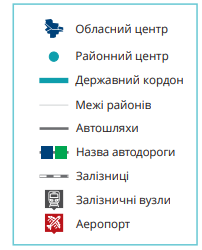 Обласний центр
Районний центр
Державний кордон
Межі районів
Автошляхи
Назва автодороги
Залізниці
Залізничні вузли
Аеропорт